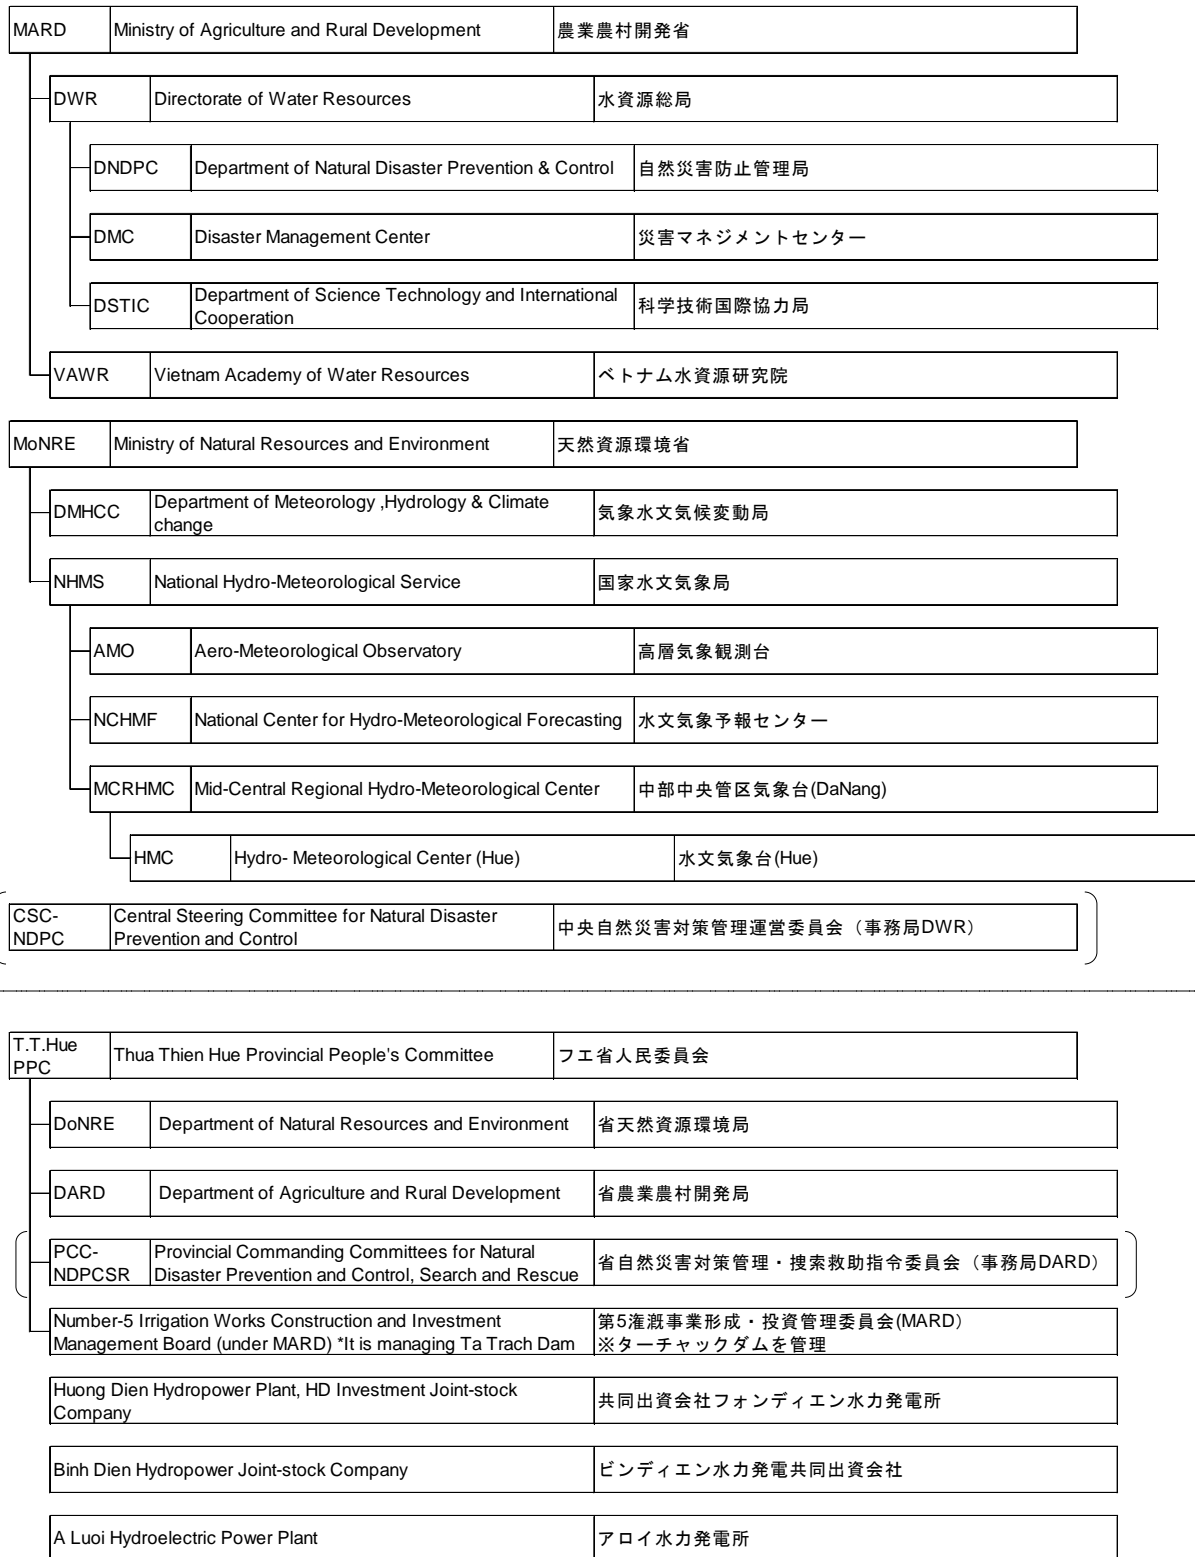 MARD Ministry of Agriculture and Rural Development 農業農村開発省
DWR Directorate of Water Resources 水資源総局
DNDPC Department of Natural Disaster Prevention & Control 自然災害防止管理局
DMC Disaster Management Center 災害マネジメントセンター
DSTIC Department of Science Technology and International
Cooperation 科学技術国際協力局
VAWR Vietnam Academy of Water Resources ベトナム水資源研究院
MoNRE Ministry of Natural Resources and Environment 天然資源環境省
DMHCC Department of Meteorology ,Hydrology & Climate
change 気象水文気候変動局
NHMS National Hydro-Meteorological Service 国家水文気象局
AMO Aero-Meteorological Observatory 高層気象観測台
NCHMF National Center for Hydro-Meteorological Forecasting 水文気象予報センター
MCRHMC Mid-Central Regional Hydro-Meteorological Center 中部中央管区気象台(DaNang)
HMC Hydro- Meteorological Center (Hue) 水文気象台(Hue)
CSC- Central Steering Committee for Natural Disaster
NDPC Prevention and Control 中央自然災害対策管理運営委員会（事務局DWR）
T.T.Hue
PPC Thua Thien Hue Provincial People's Committee フエ省人民委員会
DoNRE Department of Natural Resources and Environment 省天然資源環境局
DARD Department of Agriculture and Rural Development 省農業農村開発局
PCC- Provincial Commanding Committees for Natural
NDPCSR Disaster Prevention and Control, Search and Rescue 省自然災害対策管理・捜索救助指令委員会（事務局DARD）
Number-5 Irrigation Works Construction and Investment 第5潅漑事業形成・投資管理委員会(MARD）
Management Board (under MARD) *It is managing Ta Trach Dam ※ターチャックダムを管理
Huong Dien Hydropower Plant, HD Investment Joint-stock
Company 共同出資会社フォンディエン水力発電所
Binh Dien Hydropower Joint-stock Company ビンディエン水力発電共同出資会社
A Luoi Hydroelectric Power Plant アロイ水力発電所